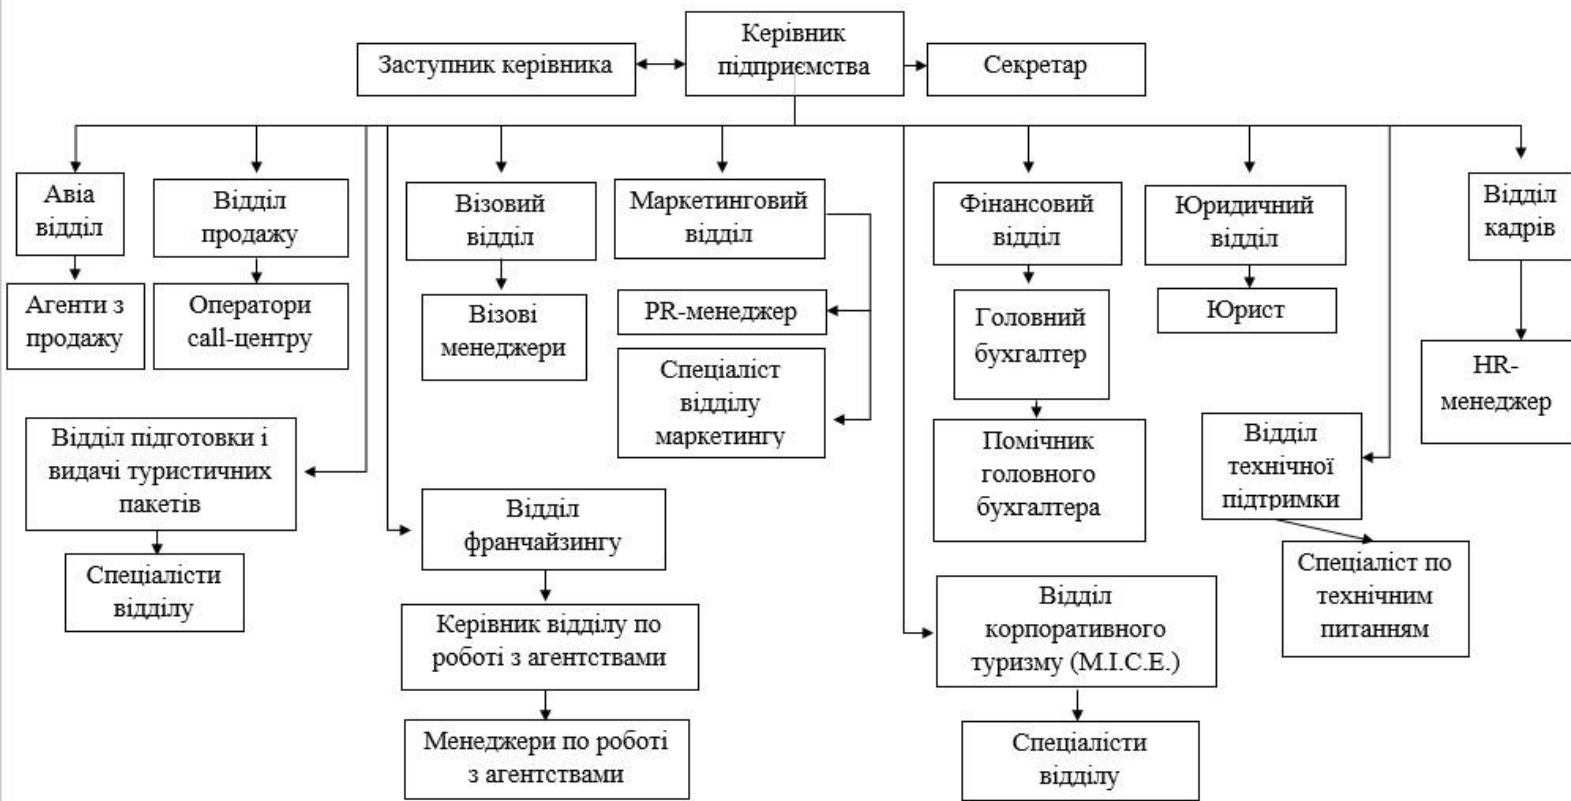 Керівник
підприємства
Заступник керівника
Секретар
Авіа
відділ
Відділ
продажу
Візовий
відділ
Маркетинговий
відділ
Фінансовий
відділ
Юридичний
відділ
Відділ
кадрів
Агенти з
продажу
Оператори
call-центру
Візові
менеджери
PR-менеджер
Спеціаліст
відділу
маркетингу
Головний
бухгалтер
Юрист
HR-
менеджер
Відділ підготовки і
видачі туристичних
пакетів
Помічник
головного
бухгалтера
Відділ
технічної
підтримки
Відділ
франчайзингу
Спеціалісти
відділу
Спеціаліст по
технічним
питанням
Керівник відділу по
роботі з агентствами
Відділ
корпоративного
туризму (M.I.C.E.)
Менеджери по роботі
з агентствами
Спеціалісти
відділу